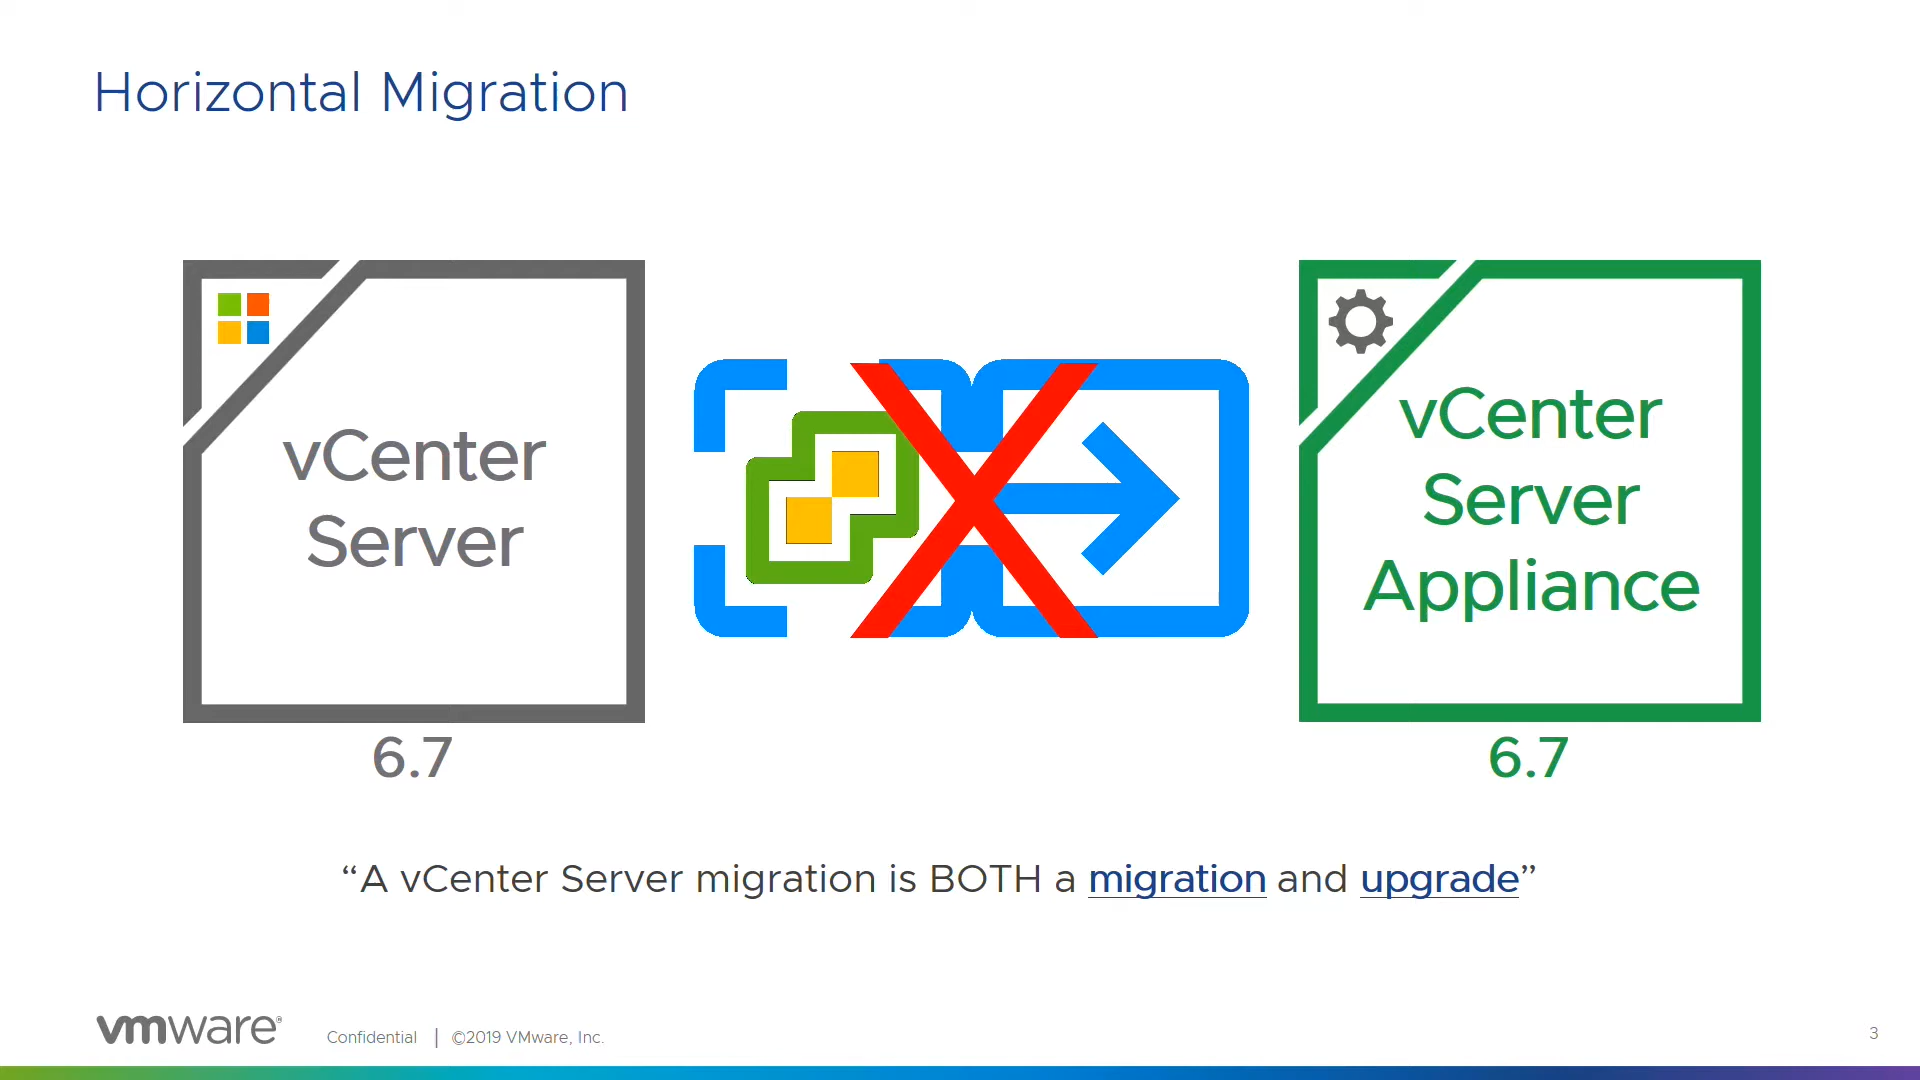 Horizontal Migration
vCenter
Server
6.7
vCenter
Server
Appliance
6.7
“A vCenter Server migration is BOTH a migration and upgrade”
vmware®
Confidential | ©2019 VMware, Inc.
3